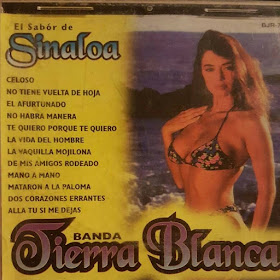 El Sabór de
Sinaloa
CELOSO
NO TIENE VUELTA DE HOJA
EL AFURTUNADO
NO HABRA MANERA
TE QUIERO PORQUE TE QUIERO
LA VIDA DEL HOMBRE
LA VAQUILLA MOJILONA
DE MIS AMIGOS RODEADO
MANO A MANO
MATARON A LA PALOMA
DOS CORAZONES ERRANTES
ALLA TU SI ME DEJAS
BANDA
Tierra Blanca